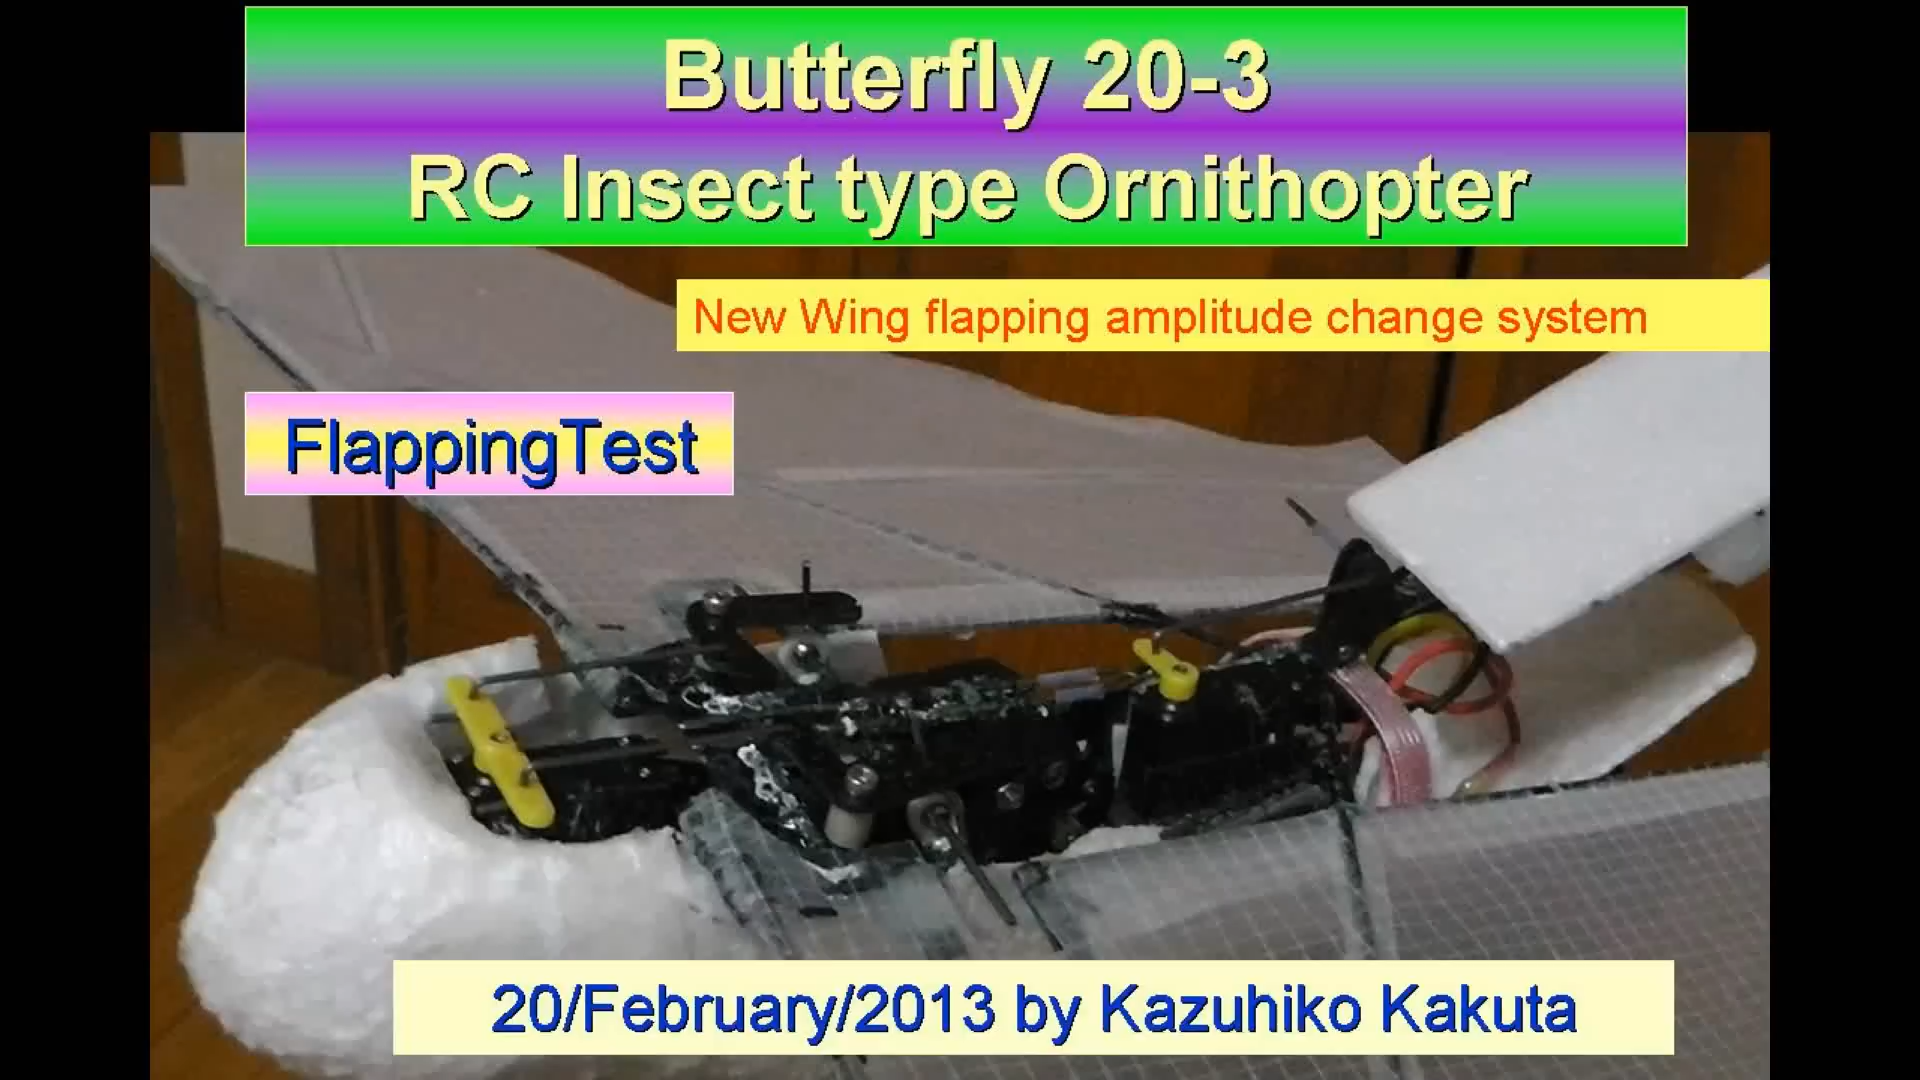 Butterfly 20-3
RC Insect type Ornithopter
New Wing flapping amplitude change system
FlappingTest
20/February/2013 by Kazuhiko Kakuta